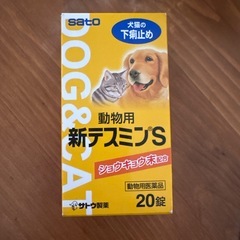 sato
犬猫の
下痢止め
DOG&CAT
動物用
新テスミンS
ショウキョウ末配合
動物用医薬品
サトウ製薬
20錠